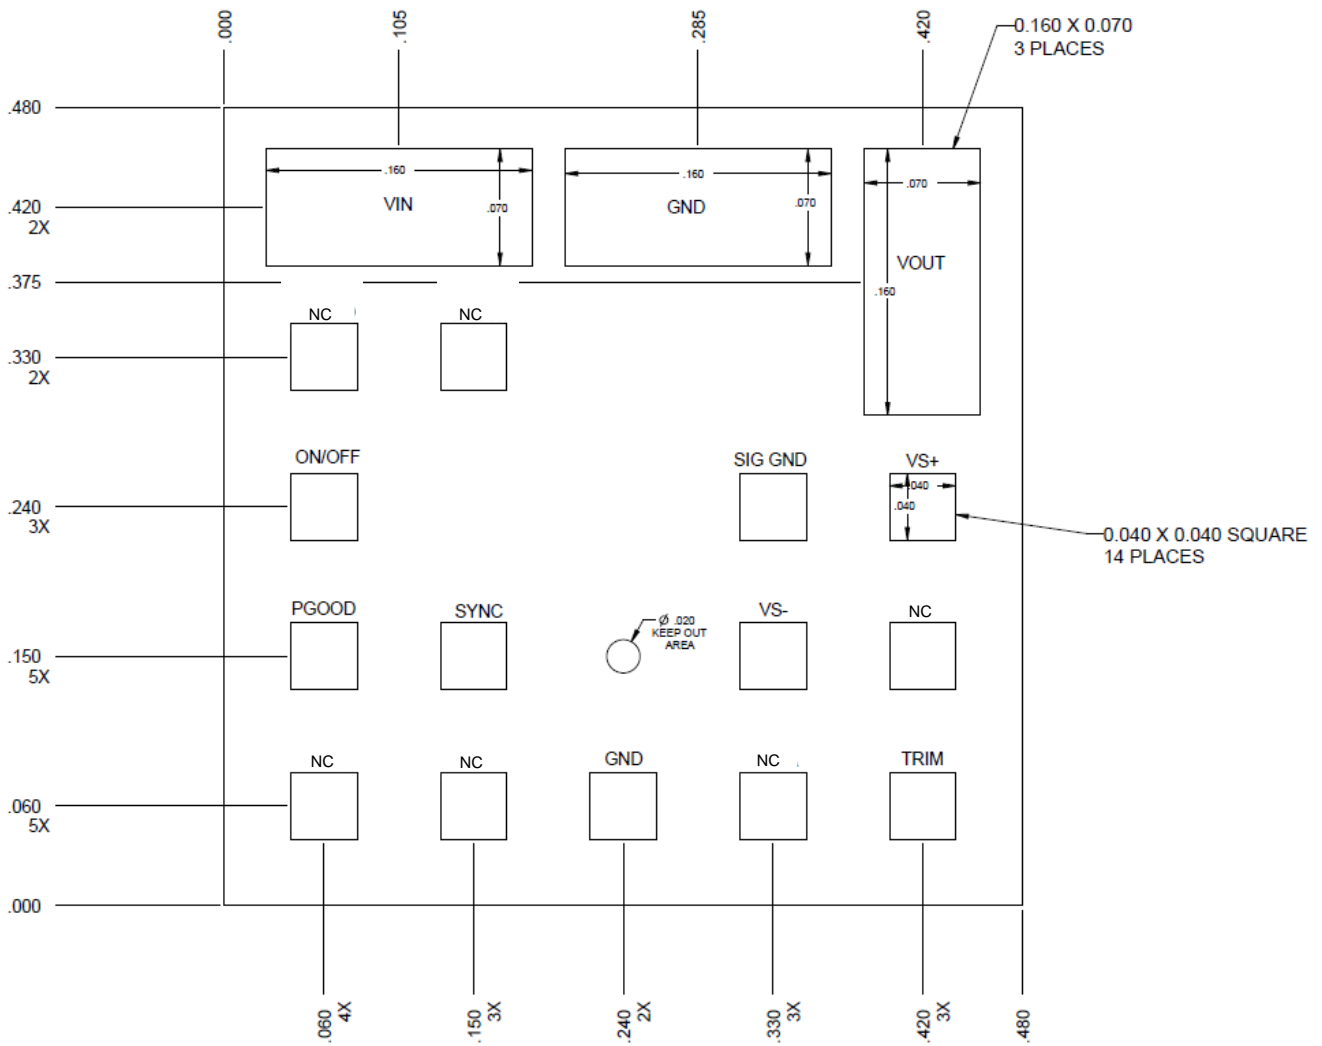 .000
.105
.285
.420
0.160 X 0.070
3 PLACES
.480
.160
.160
.070
.420
2X
VIN
.070
GND
.070
VOUT
.375
.160
NC
NC
.330
2X
ON/OFF
SIG GND
VS+
.040
.040
.240
3X
0.040 X 0.040 SQUARE
14 PLACES
PGOOD
SYNC
Ø .020
KEEP OUT
AREA
VS-
NC
.150
5X
NC
NC
GND
NC
TRIM
.060
5X
.000
.060
4X
.150
3X
.240
2X
.330
3X
.420
3X
.480